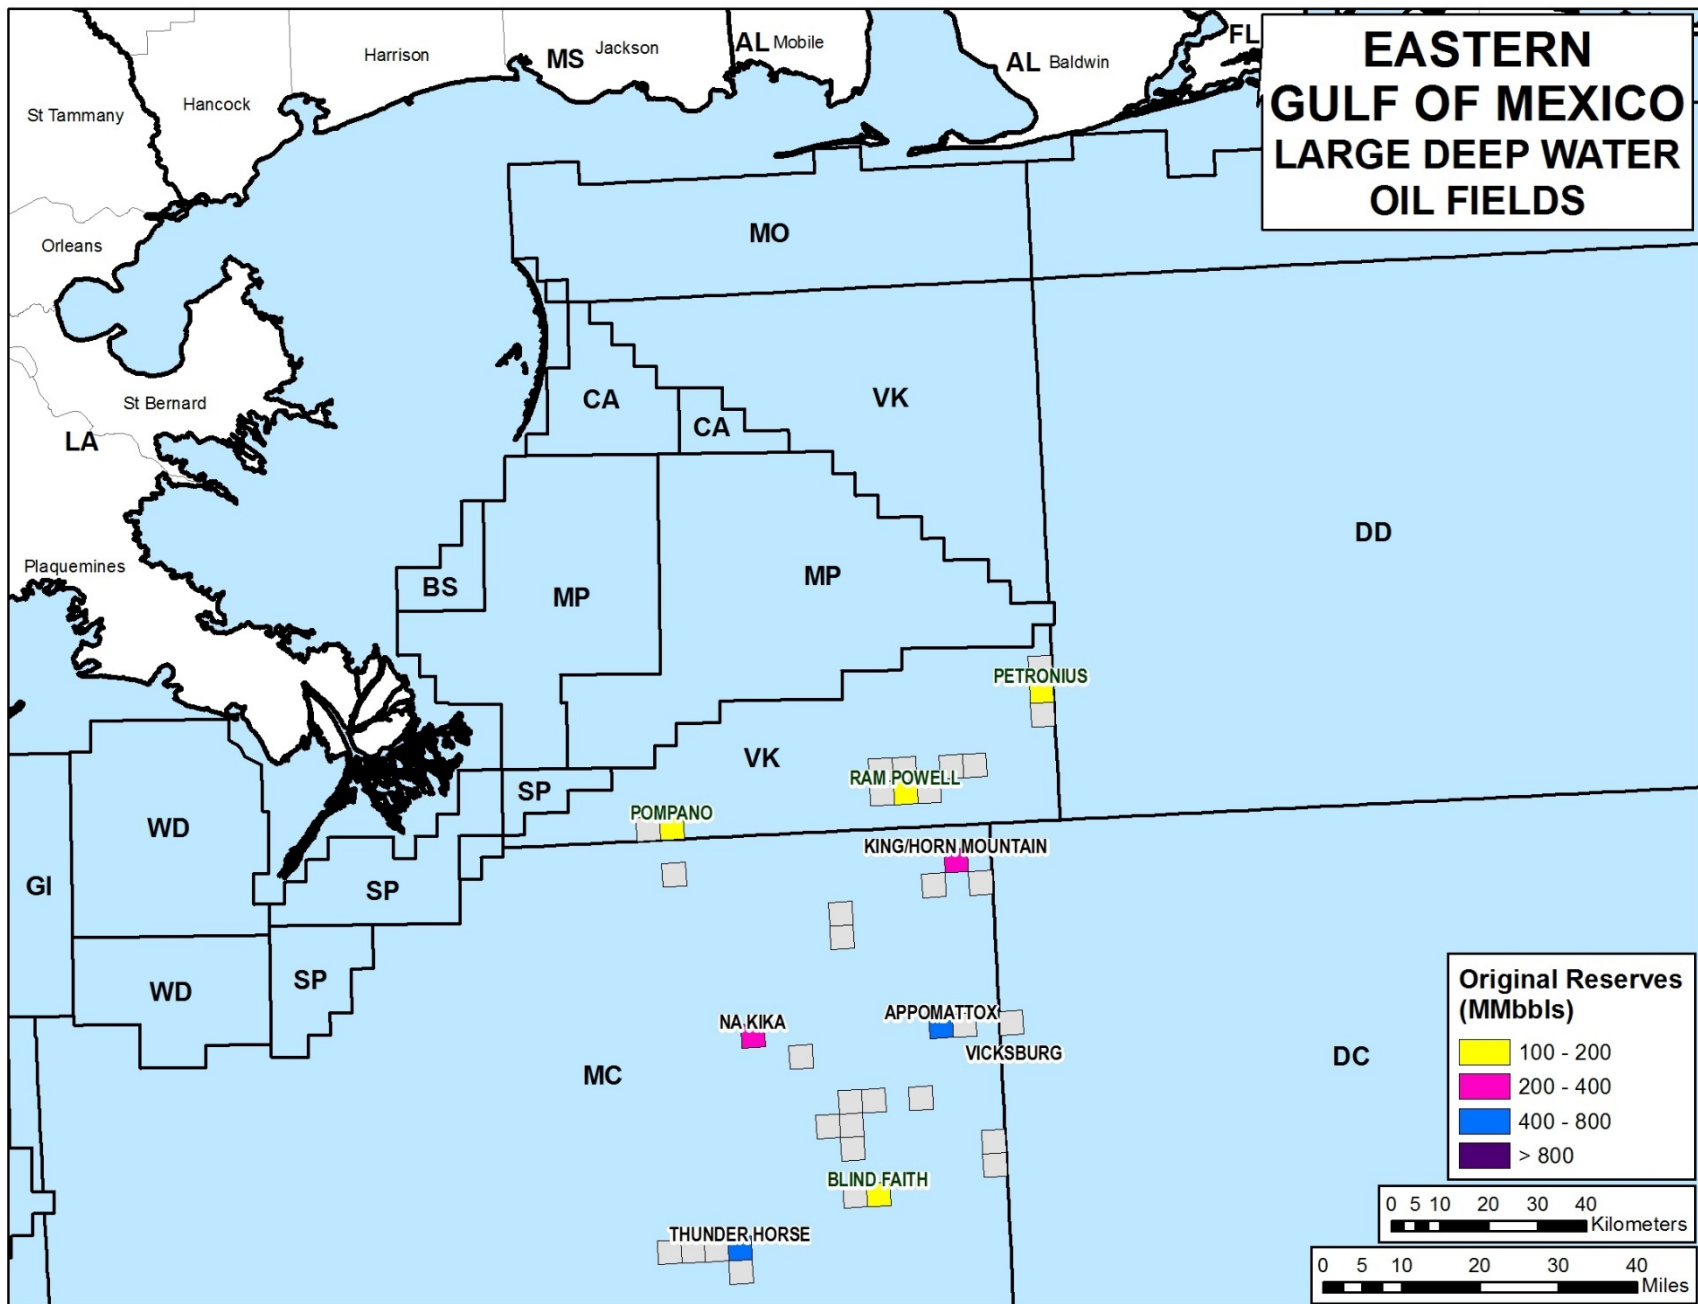 EASTERN
GULF OF MEXICO
LARGE DEEP WATER
OIL FIELDS
FL
Harrison
MS
Jackson
AL
Mobile
AL
Baldwin
Hancock
St Tammany
Orleans
MO
St Bernard
LA
CA
CA
VK
DD
Plaquemines
BS
MP
MP
PETRONIUS
VK
RAM POWELL
SP
POMPANO
WD
KING/HORN MOUNTAIN
GI
SP
WD
SP
NA KIKA
APPOMATTOX
VICKSBURG
MC
DC
BLIND FAITH
THUNDER HORSE
Original Reserves
(MMbbls)
100 - 200
200 - 400
400 - 800
> 800
0 5 10 20 30 40
Kilometers
0 5 10 20 30 40
Miles